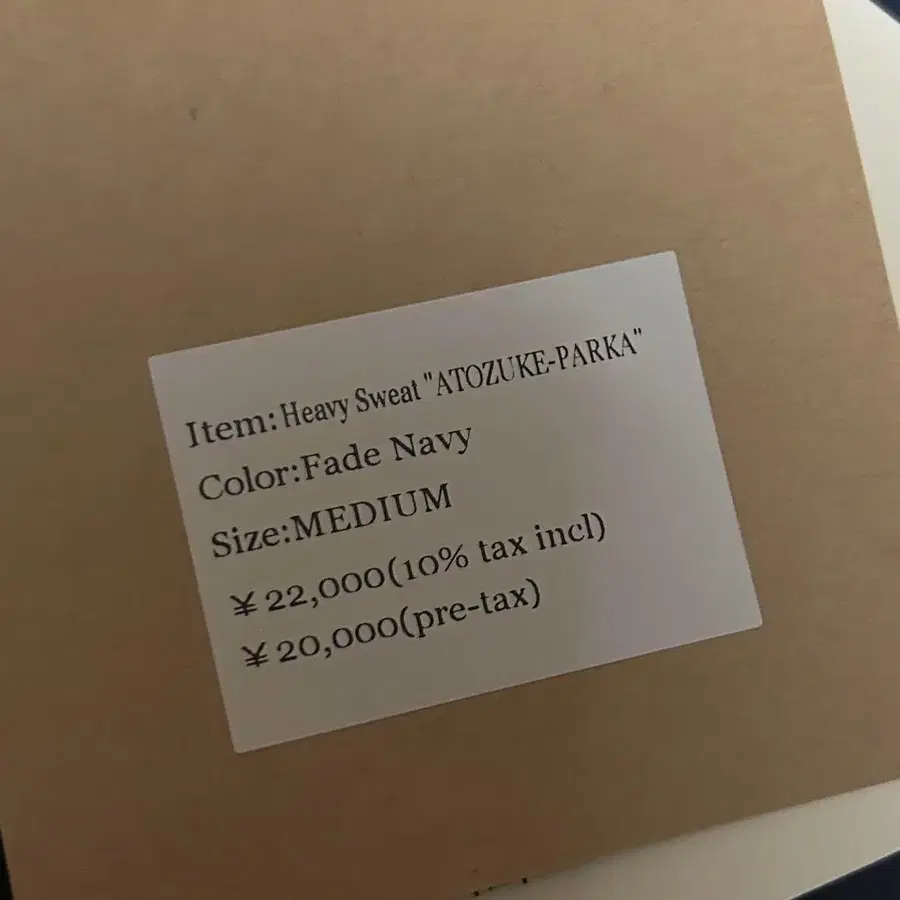 Item:Heavy Sweat "ATOZUKE-PARKA"
Color:Fade Navy
Size:MEDIUM
¥22,000(10% tax incl)
¥20,000(pre-tax)